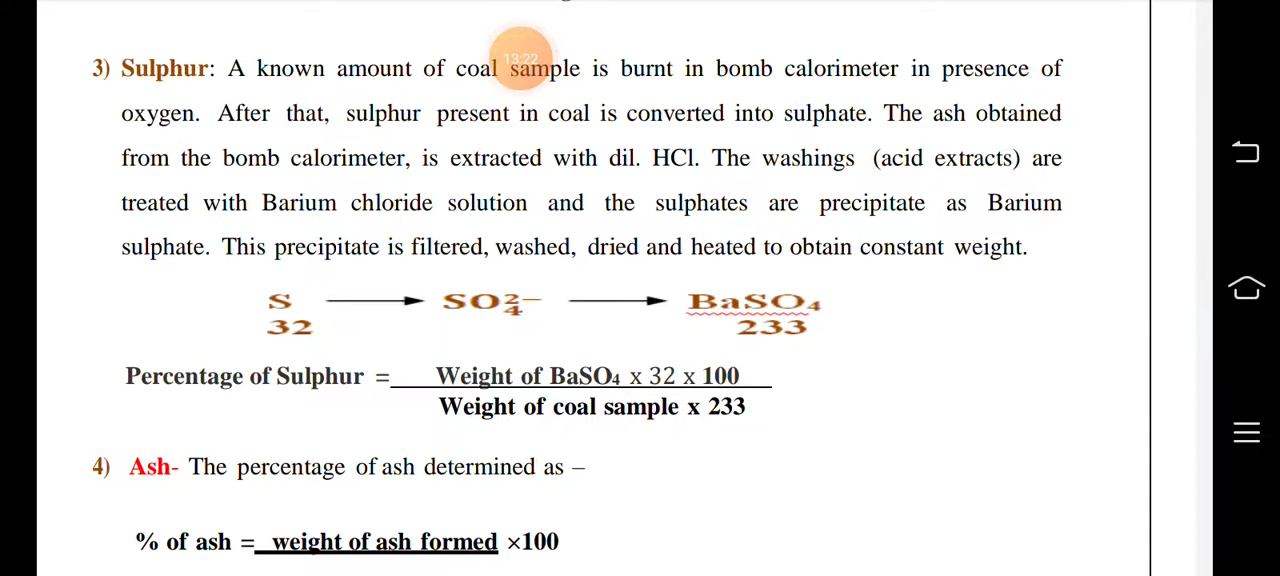 13:22
3) Sulphur: A known amount of coal sample is burnt in bomb calorimeter in presence of
oxygen. After that, sulphur present in coal is converted into sulphate. The ash obtained
from the bomb calorimeter, is extracted with dil. HCl. The washings (acid extracts) are
treated with Barium chloride solution and the sulphates are precipitate as Barium
sulphate. This precipitate is filtered, washed, dried and heated to obtain constant weight.
S ⟶ SO₄²⁻ ⟶ BaSO₄
32 233
Percentage of Sulphur = Weight of BaSO₄ x 32 x 100
Weight of coal sample x 233
4) Ash- The percentage of ash determined as –
% of ash = weight of ash formed ×100